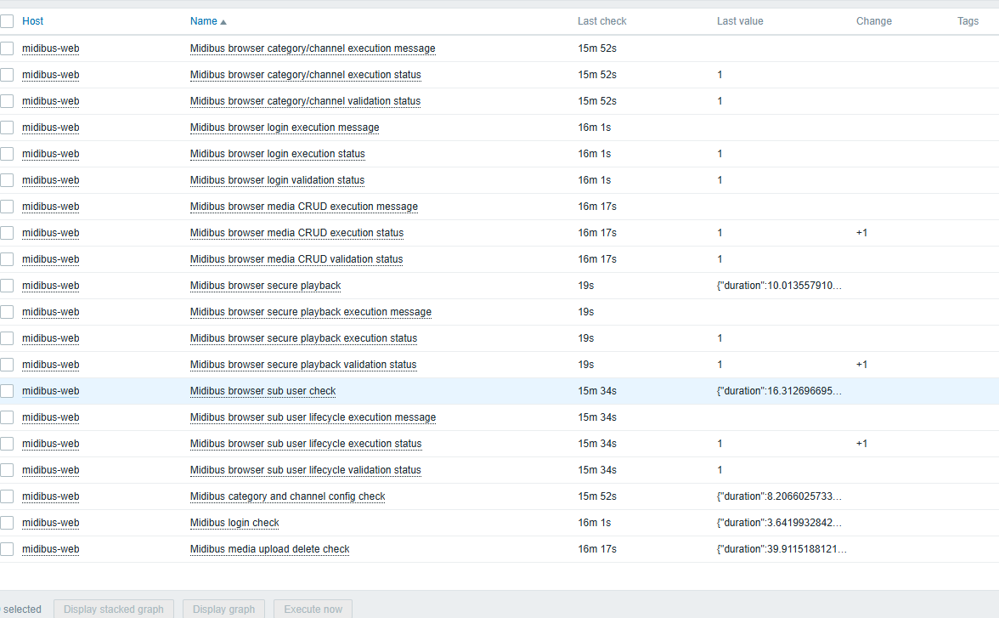 Host Name ▲ Last check Last value Change Tags
midibus-web Midibus browser category/channel execution message 15m 52s
midibus-web Midibus browser category/channel execution status 15m 52s 1
midibus-web Midibus browser category/channel validation status 15m 52s 1
midibus-web Midibus browser login execution message 16m 1s
midibus-web Midibus browser login execution status 16m 1s 1
midibus-web Midibus browser login validation status 16m 1s 1
midibus-web Midibus browser media CRUD execution message 16m 17s
midibus-web Midibus browser media CRUD execution status 16m 17s 1 +1
midibus-web Midibus browser media CRUD validation status 16m 17s 1
midibus-web Midibus browser secure playback 19s {"duration":10.013557910...
midibus-web Midibus browser secure playback execution message 19s
midibus-web Midibus browser secure playback execution status 19s 1
midibus-web Midibus browser secure playback validation status 19s 1 +1
midibus-web Midibus browser sub user check 15m 34s {"duration":16.312696695...
midibus-web Midibus browser sub user lifecycle execution message 15m 34s
midibus-web Midibus browser sub user lifecycle execution status 15m 34s 1 +1
midibus-web Midibus browser sub user lifecycle validation status 15m 34s 1
midibus-web Midibus category and channel config check 15m 52s {"duration":8.2066025733...
midibus-web Midibus login check 16m 1s {"duration":3.6419932842...
midibus-web Midibus media upload delete check 16m 17s {"duration":39.9115188121...
selected Display stacked graph Display graph Execute now